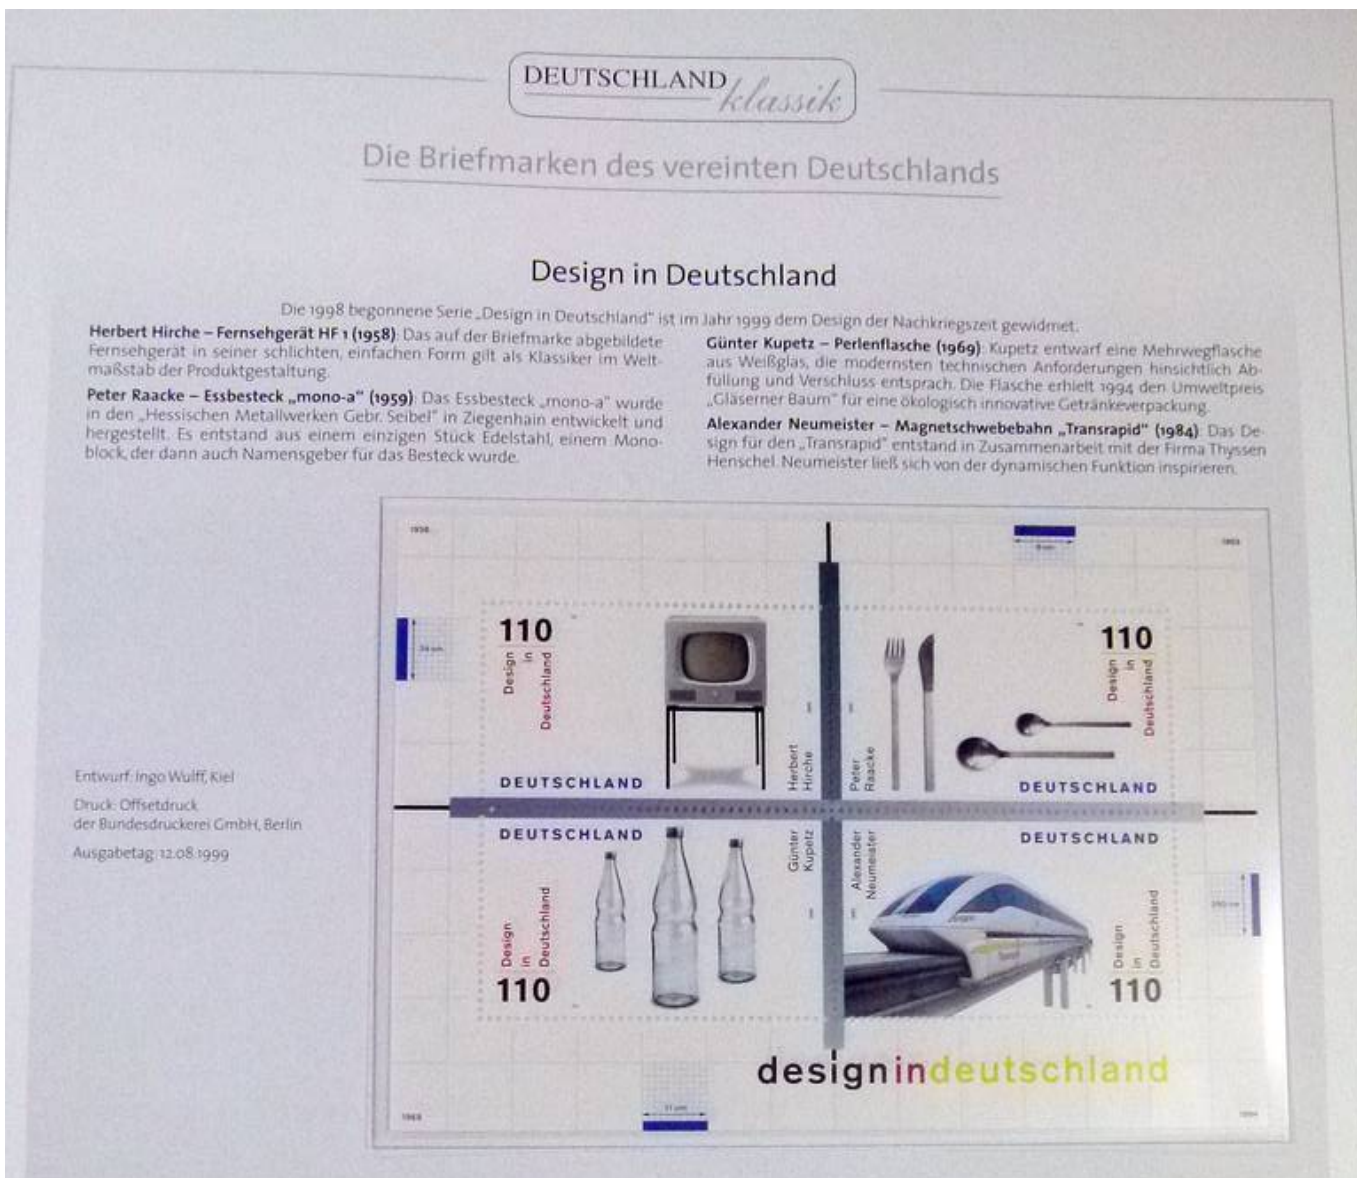 DEUTSCHLAND klassik
Die Briefmarken des vereinten Deutschlands
Design in Deutschland
Die 1998 begonnene Serie „Design in Deutschland" ist im Jahr 1999 dem Design der Nachkriegszeit gewidmet.
Herbert Hirche – Fernsehgerät HF 1 (1958): Das auf der Briefmarke abgebildete
Fernsehgerät in seiner schlichten, einfachen Form gilt als Klassiker im Welt-
maßstab der Produktgestaltung.
Peter Raacke – Essbesteck „mono-a" (1959): Das Essbesteck „mono-a" wurde
in den „Hessischen Metallwerken Gebr. Seibel" in Ziegenhain entwickelt und
hergestellt. Es entstand aus einem einzigen Stück Edelstahl, einem Mono-
block, der dann auch Namensgeber für das Besteck wurde.
Günter Kupetz – Perlenflasche (1969): Kupetz entwarf eine Mehrwegflasche
aus Weißglas, die modernsten technischen Anforderungen hinsichtlich Ab-
füllung und Verschluss entsprach. Die Flasche erhielt 1994 den Umweltpreis
„Gläserner Baum" für eine ökologisch innovative Getränkeverpackung.
Alexander Neumeister – Magnetschwebebahn „Transrapid" (1984): Das De-
sign für den „Transrapid" entstand in Zusammenarbeit mit der Firma Thyssen
Henschel. Neumeister ließ sich von der dynamischen Funktion inspirieren.
Entwurf: Ingo Wulff, Kiel
Druck: Offsetdruck
der Bundesdruckerei GmbH, Berlin
Ausgabetag: 12.08.1999
1958
110
Design
in
Deutschland
DEUTSCHLAND
Herbert
Hirche
110
Design
in
Deutschland
DEUTSCHLAND
Peter
Raacke
DEUTSCHLAND
Design
in
Deutschland
110
Günter
Kupetz
DEUTSCHLAND
Alexander
Neumeister
Design
in
Deutschland
110
designindeutschland
1969